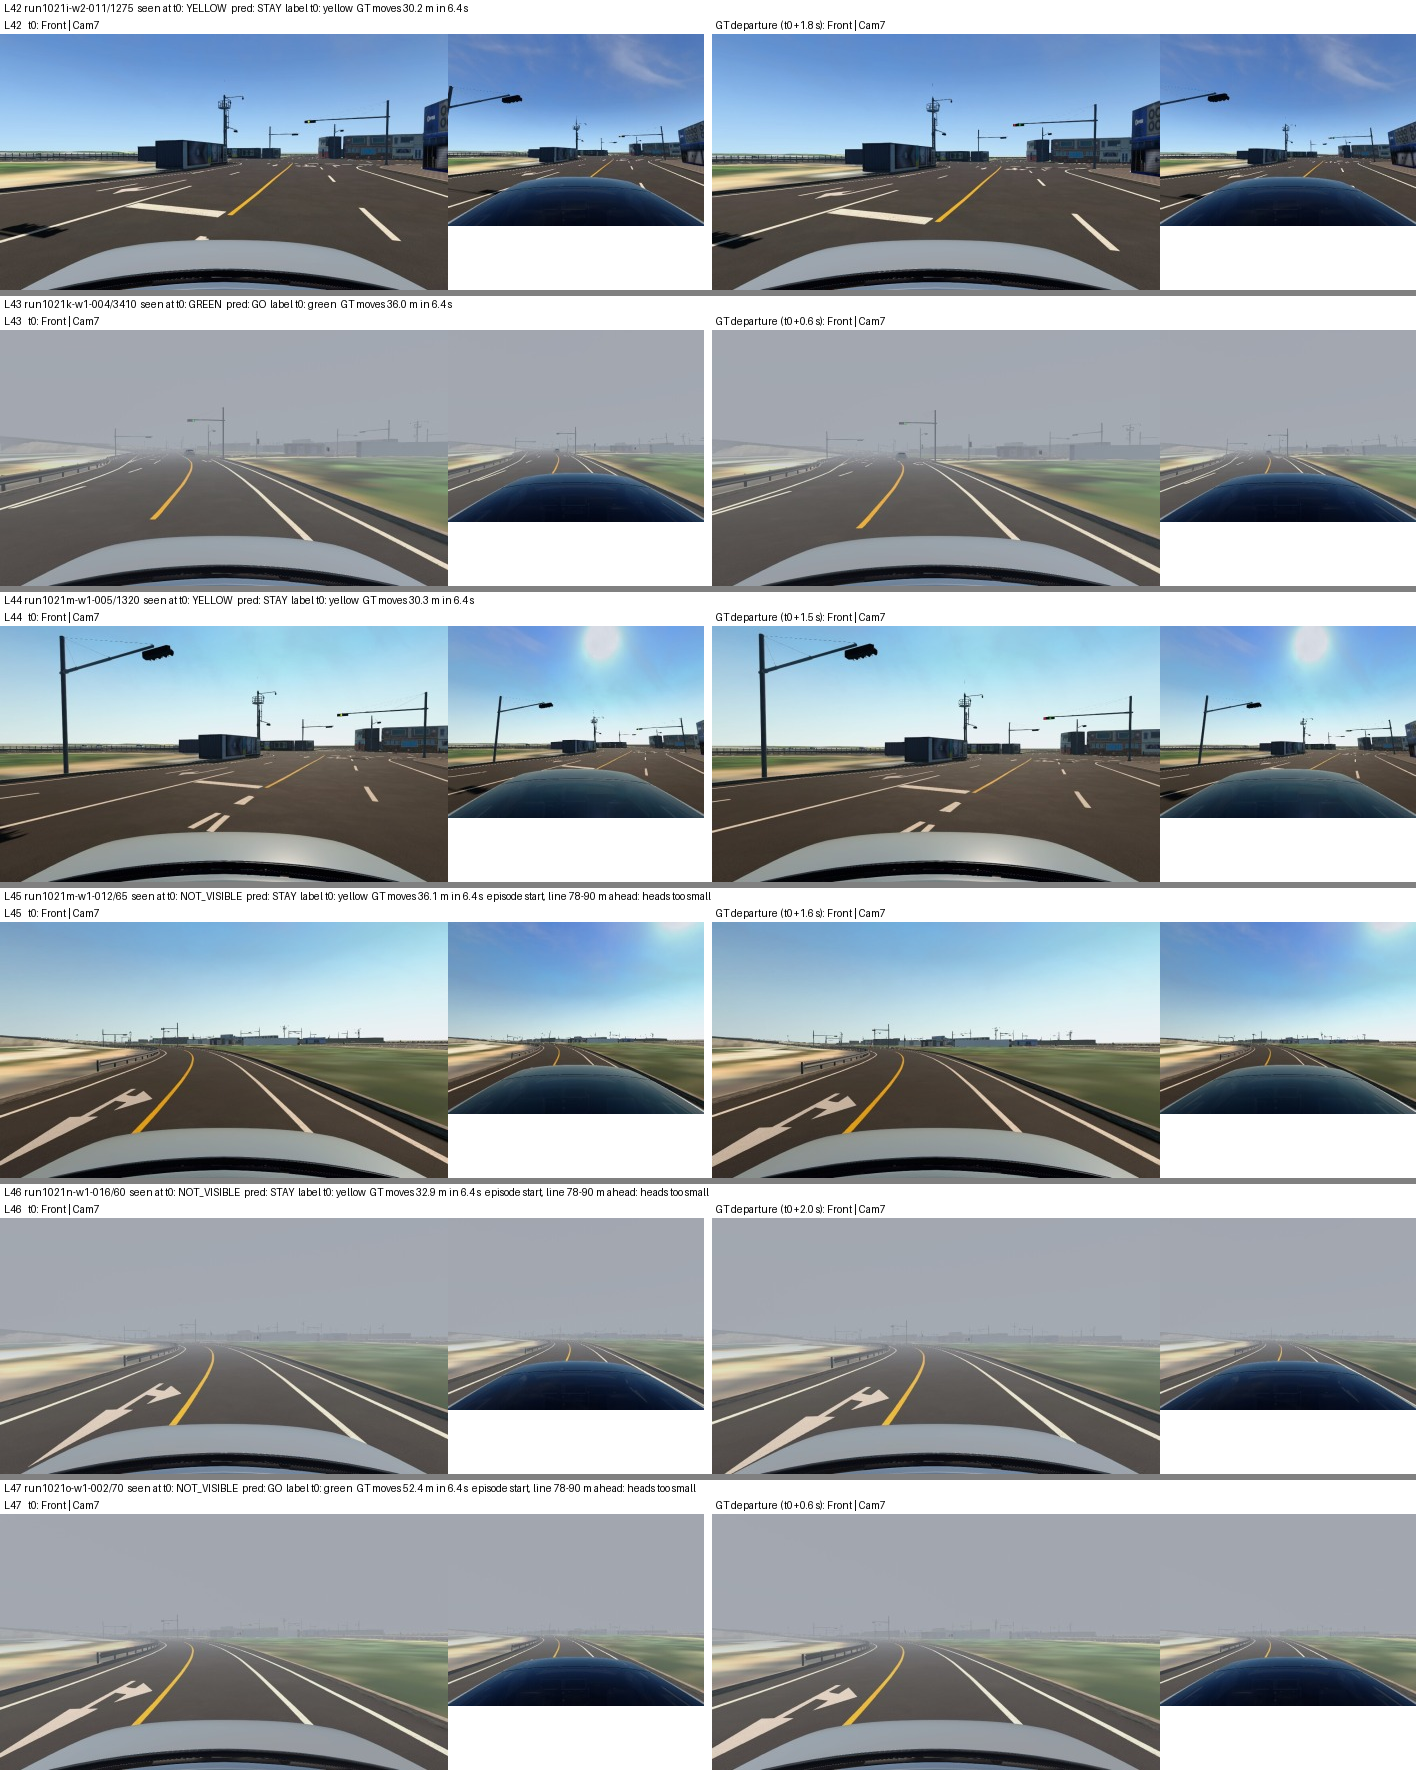 L42 run1021i-w2-011/1275 seen at t0: YELLOW pred: STAY label t0: yellow GT moves 30.2 m in 6.4 s
L42 t0: Front | Cam7
GT departure (t0+1.8 s): Front | Cam7
L43 run1021k-w1-004/3410 seen at t0: GREEN pred: GO label t0: green GT moves 36.0 m in 6.4 s
L43 t0: Front | Cam7
GT departure (t0+0.6 s): Front | Cam7
L44 run1021m-w1-005/1320 seen at t0: YELLOW pred: STAY label t0: yellow GT moves 30.3 m in 6.4 s
L44 t0: Front | Cam7
GT departure (t0+1.5 s): Front | Cam7
L45 run1021m-w1-012/65 seen at t0: NOT_VISIBLE pred: STAY label t0: yellow GT moves 36.1 m in 6.4 s episode start, line 78-90 m ahead: heads too small
L45 t0: Front | Cam7
GT departure (t0+1.6 s): Front | Cam7
L46 run1021n-w1-016/60 seen at t0: NOT_VISIBLE pred: STAY label t0: yellow GT moves 32.9 m in 6.4 s episode start, line 78-90 m ahead: heads too small
L46 t0: Front | Cam7
GT departure (t0+2.0 s): Front | Cam7
L47 run1021o-w1-002/70 seen at t0: NOT_VISIBLE pred: GO label t0: green GT moves 52.4 m in 6.4 s episode start, line 78-90 m ahead: heads too small
L47 t0: Front | Cam7
GT departure (t0+0.6 s): Front | Cam7